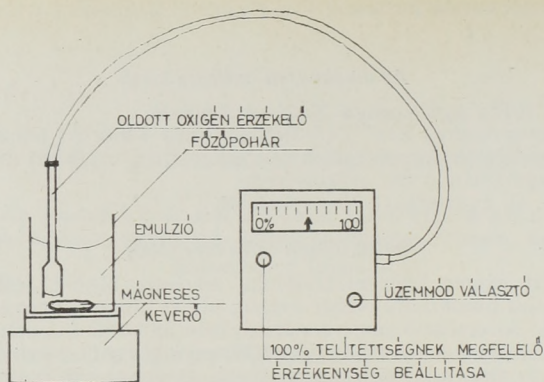 OLDOTT OXIGÉN ÉRZÉKELŐ
FŐZŐPOHÁR
0% 100
EMULZIÓ
MÁGNESES
KEVERŐ
ÜZEMMÓD VÁLASZTÓ
100% TELÍTETTSÉGNEK MEGFELELŐ
ÉRZÉKENYSÉG BEÁLLÍTÁSA